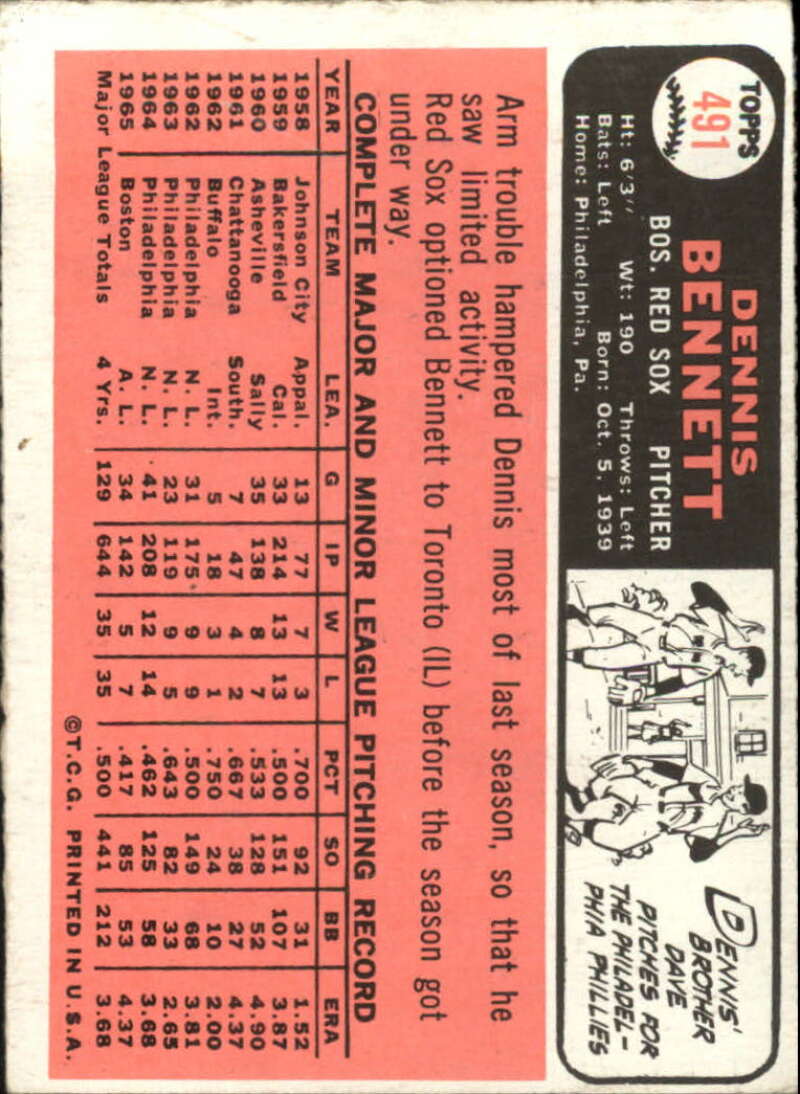 TOPPS
491
DENNIS
BENNETT
BOS. RED SOX PITCHER
Ht: 6'3" Wt: 190 Throws: Left
Bats: Left Born: Oct. 5, 1939
Home: Philadelphia, Pa.
DENNIS'
BROTHER
DAVE
PITCHES FOR
THE PHILADEL-
PHIA PHILLIES
Arm trouble hampered Dennis most of last season, so that he
saw limited activity.
Red Sox optioned Bennett to Toronto (IL) before the season got
under way.
COMPLETE MAJOR AND MINOR LEAGUE PITCHING RECORD
YEAR TEAM LEA. G IP W L PCT SO BB ERA
1958 Johnson City Appal. 13 77 7 3 .700 92 31 1.52
1959 Bakersfield Cal. 33 214 13 13 .500 151 107 3.87
1960 Asheville Sally 35 138 8 7 .533 128 52 4.90
1961 Chattanooga South. 7 47 4 2 .667 38 27 4.37
1962 Buffalo Int. 5 18 3 1 .750 24 10 2.00
1962 Philadelphia N. L. 31 175 9 9 .500 149 68 3.81
1963 Philadelphia N. L. 23 119 9 5 .643 82 33 2.65
1964 Philadelphia N. L. 41 208 12 14 .462 125 58 3.68
1965 Boston A. L. 34 142 5 7 .417 85 53 4.37
Major League Totals 4 Yrs. 129 644 35 35 .500 441 212 3.68
©T.C.G. PRINTED IN U.S.A.